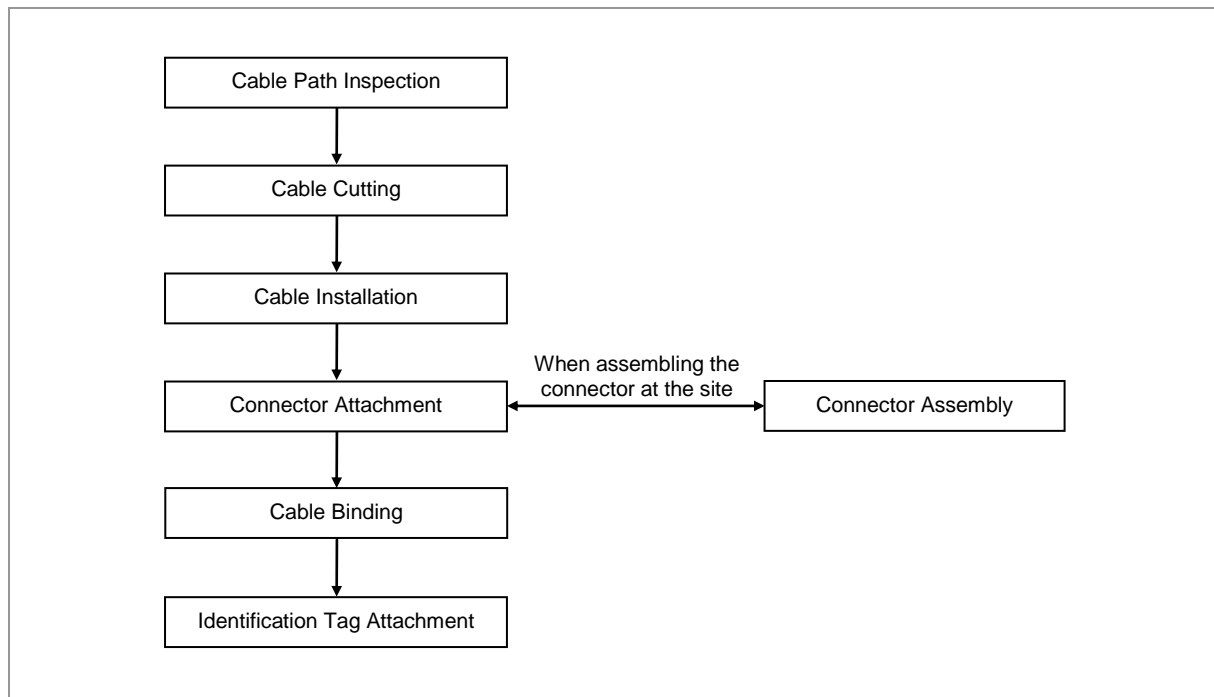 Cable Path Inspection
Cable Cutting
Cable Installation
When assembling the
connector at the site
Connector Attachment
Connector Assembly
Cable Binding
Identification Tag Attachment